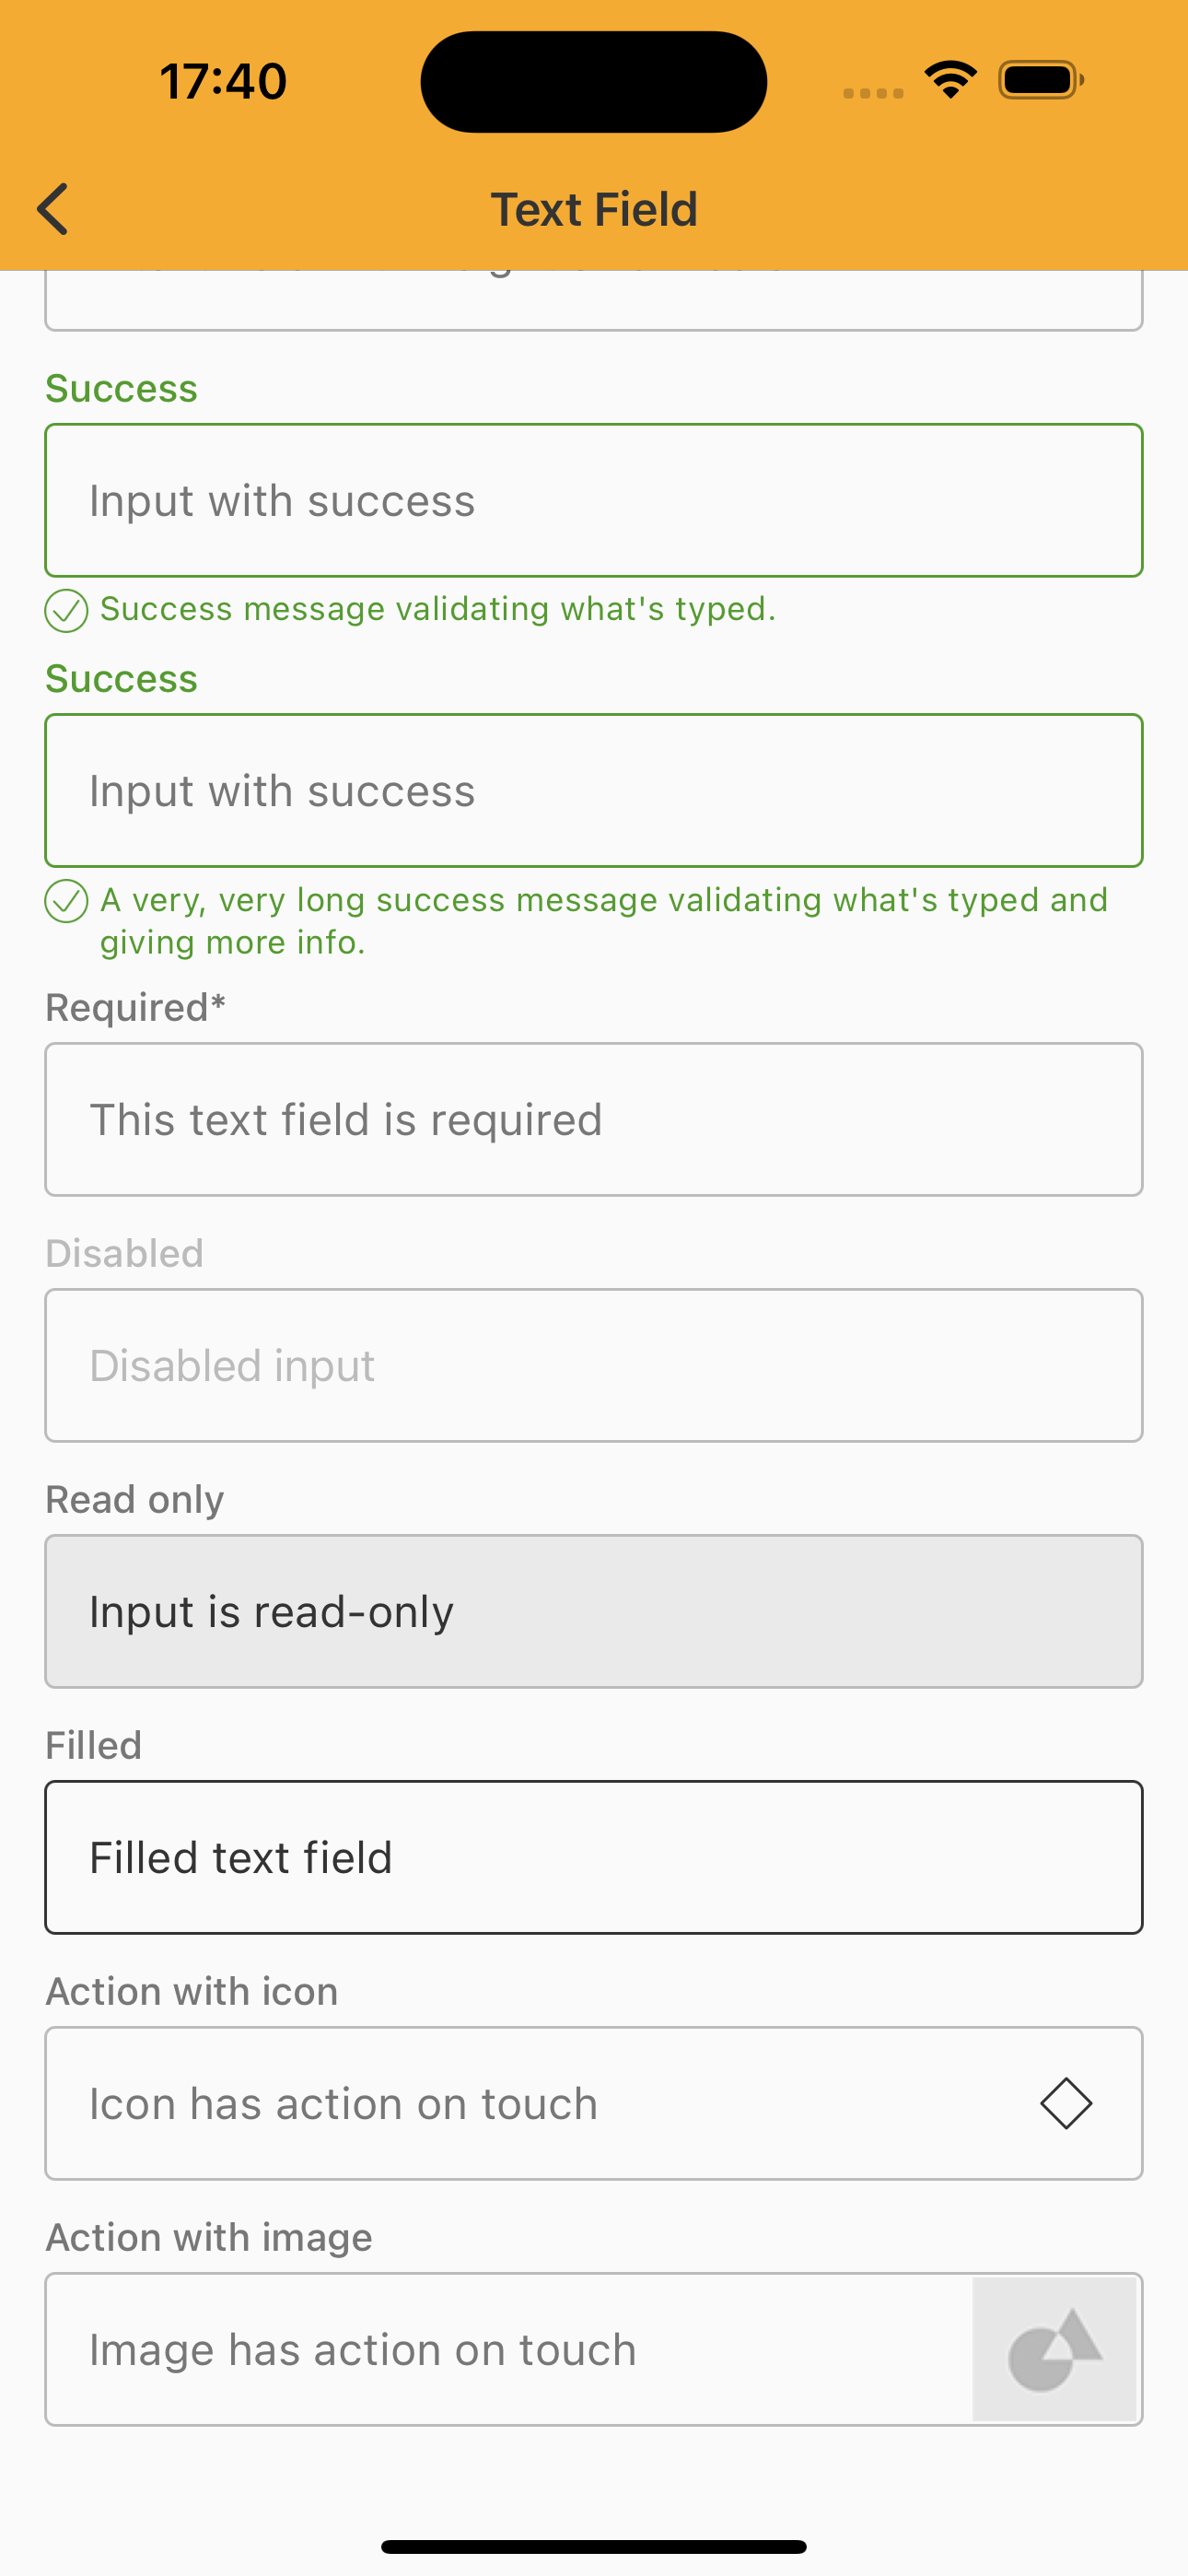 17:40
Text Field
Success
Input with success
Success message validating what's typed.
Success
Input with success
A very, very long success message validating what's typed and
giving more info.
Required*
This text field is required
Disabled
Disabled input
Read only
Input is read-only
Filled
Filled text field
Action with icon
Icon has action on touch
Action with image
Image has action on touch